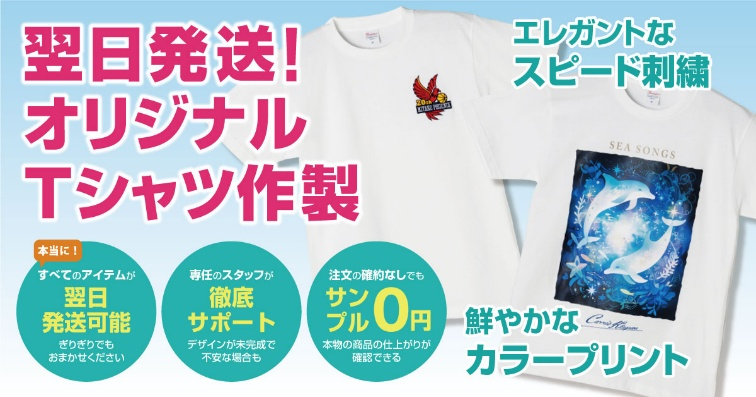 翌日発送!
オリジナル
Tシャツ作製
エレガントな
スピード刺繍
20th
SEA SONGS
鮮やかな
カラープリント
本当に!
すべてのアイテムが
翌日
発送可能
ぎりぎりでも
おまかせください
専任のスタッフが
徹底
サポート
デザインが未完成で
不安な場合も
注文の確約なしでも
サンプル0円
本物の商品の仕上がりが
確認できる